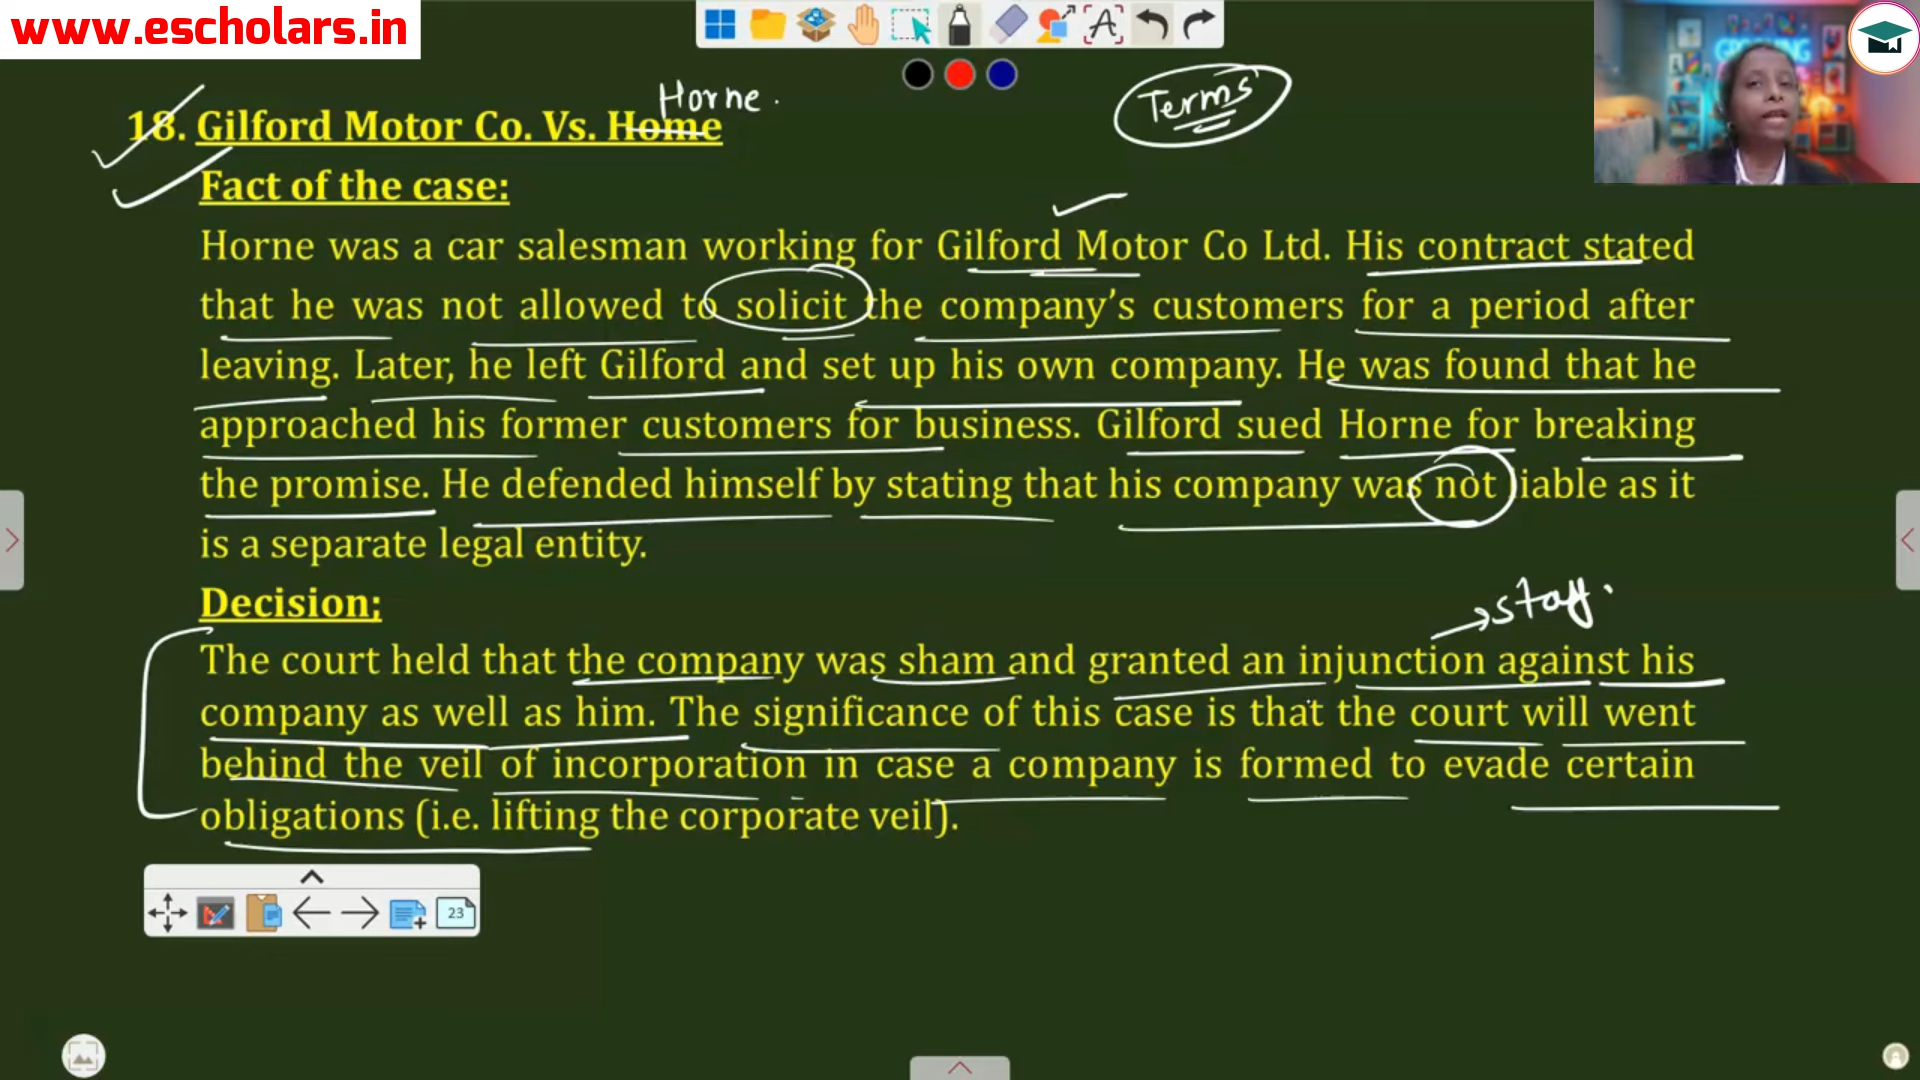 www.escholars.in
Horne.
Terms
18. Gilford Motor Co. Vs. Home
Fact of the case:
Horne was a car salesman working for Gilford Motor Co Ltd. His contract stated
that he was not allowed to solicit the company's customers for a period after
leaving. Later, he left Gilford and set up his own company. He was found that he
approached his former customers for business. Gilford sued Horne for breaking
the promise. He defended himself by stating that his company was not liable as it
is a separate legal entity.
Decision;
stay.
The court held that the company was sham and granted an injunction against his
company as well as him. The significance of this case is that the court will went
behind the veil of incorporation in case a company is formed to evade certain
obligations (i.e. lifting the corporate veil).
23